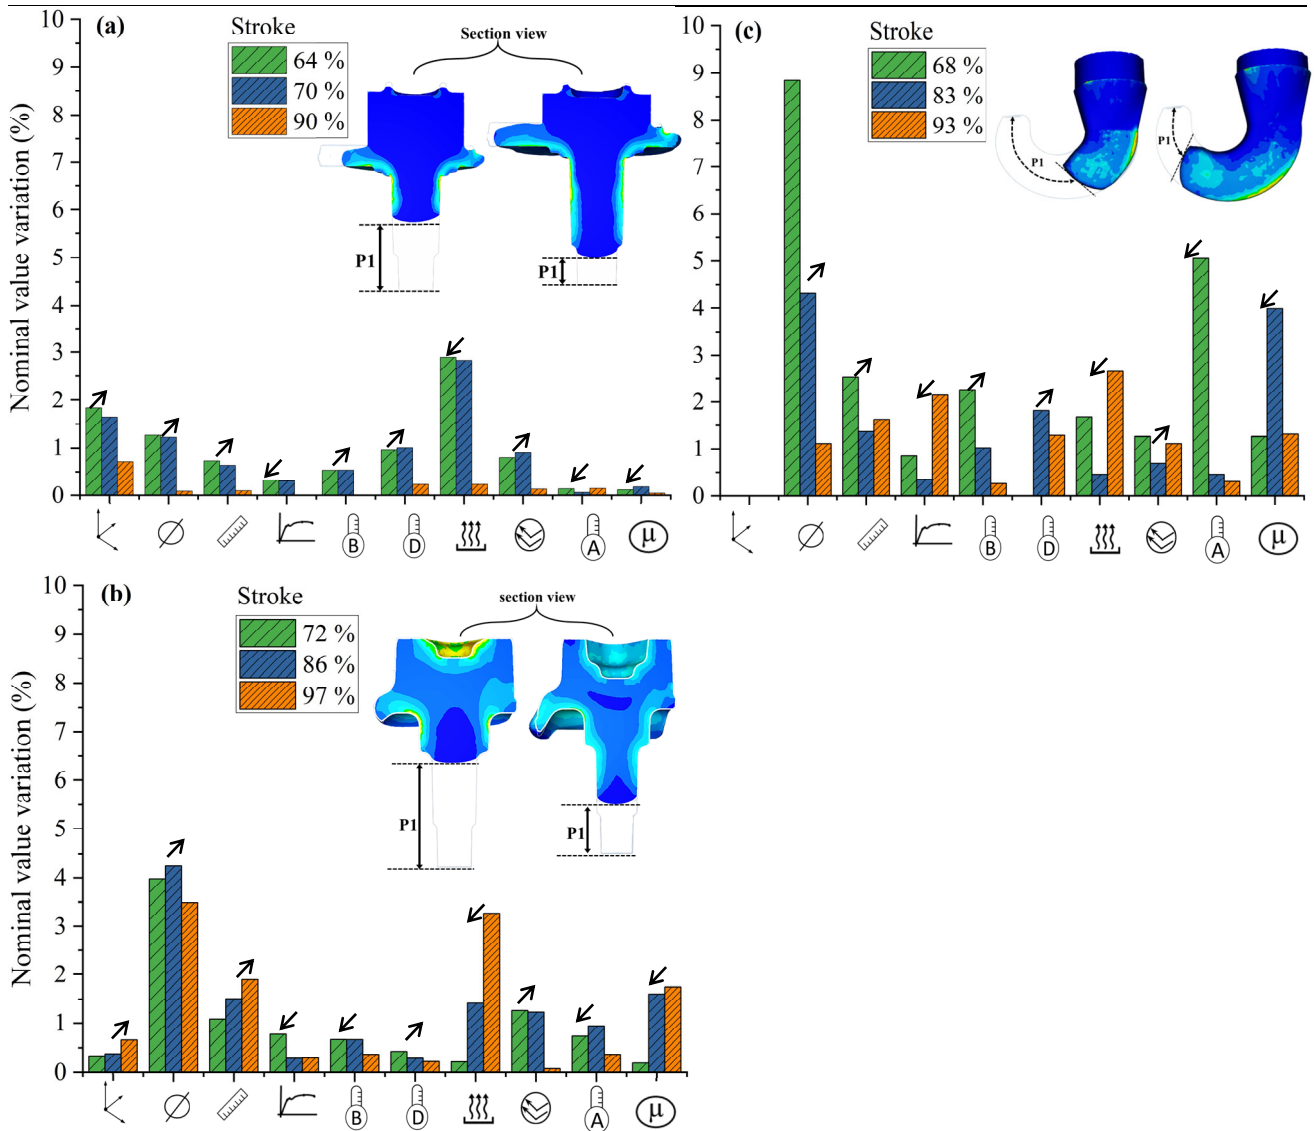 (a)
Stroke
64 %
70 %
90 %
Section view
P1
P1
Nominal value variation (%)
10
9
8
7
6
5
4
3
2
1
0
B
D
A
μ
(c)
Stroke
68 %
83 %
93 %
P1
P1
Nominal value variation (%)
10
9
8
7
6
5
4
3
2
1
0
B
D
A
μ
(b)
Stroke
72 %
86 %
97 %
section view
P1
P1
Nominal value variation (%)
10
9
8
7
6
5
4
3
2
1
0
B
D
A
μ